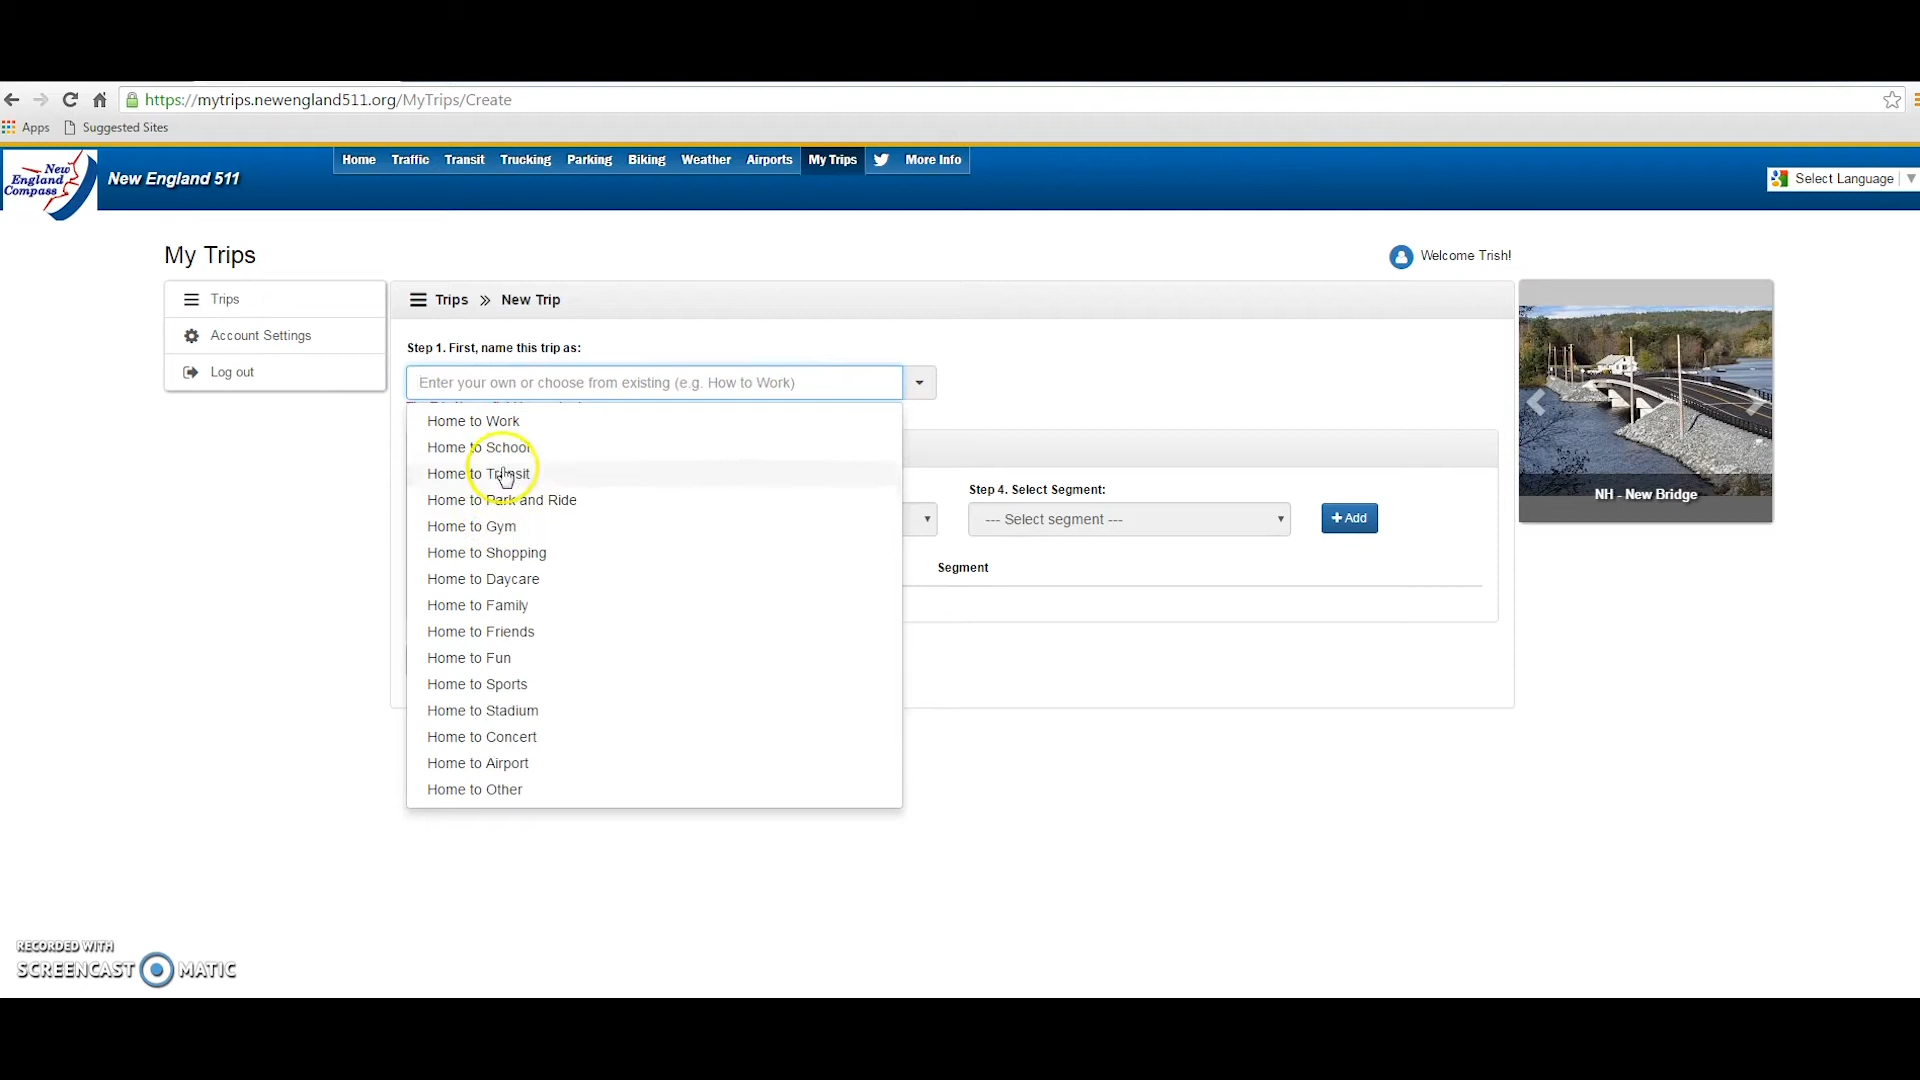 https://mytrips.newengland511.org/MyTrips/Create
Apps Suggested Sites
New England Compass
New England 511
Home Traffic Transit Trucking Parking Biking Weather Airports My Trips More Info
Select Language
My Trips
Welcome Trish!
Trips
Account Settings
Log out
Trips » New Trip
Step 1. First, name this trip as:
Enter your own or choose from existing (e.g. How to Work)
Home to Work
Home to School
Home to Transit
Home to Park and Ride
Home to Gym
Home to Shopping
Home to Daycare
Home to Family
Home to Friends
Home to Fun
Home to Sports
Home to Stadium
Home to Concert
Home to Airport
Home to Other
Step 4. Select Segment:
--- Select segment ---
+ Add
Segment
NH - New Bridge
RECORDED WITH
SCREENCAST MATIC